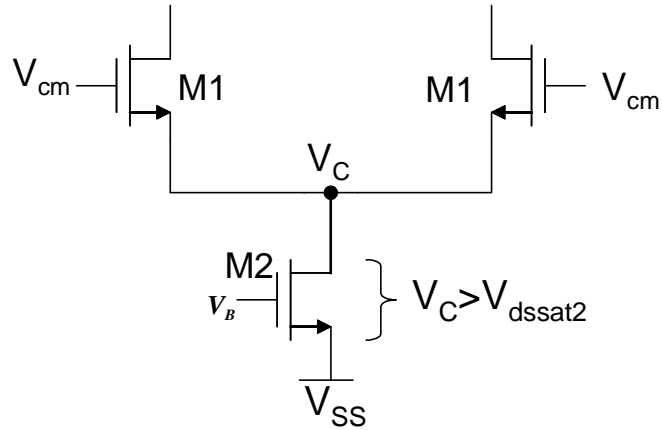 V_cm M1 M1 V_cm
V_C
M2
V_B
V_C>V_dssat2
V_SS